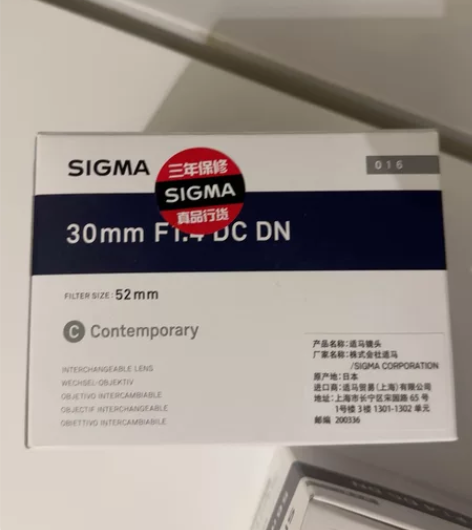 SIGMA
三年保修
SIGMA
真品行货
016
30mm F1.4 DC DN
FILTER SIZE : 52mm
C Contemporary
INTERCHANGEABLE LENS
WECHSEL-OBJEKTIV
OBJETIVO INTERCAMBIABLE
OBJECTIF INTERCHANGEABLE
OBIETTIVO INTERCAMBIABILE
产品名称:适马镜头
厂家名称:株式会社适马
/SIGMA CORPORATION
原产地:日本
进口商:适马贸易(上海)有限公司
地址:上海市长宁区宋园路 65 号
1号楼 3 楼 1301-1302 单元
邮编 200336